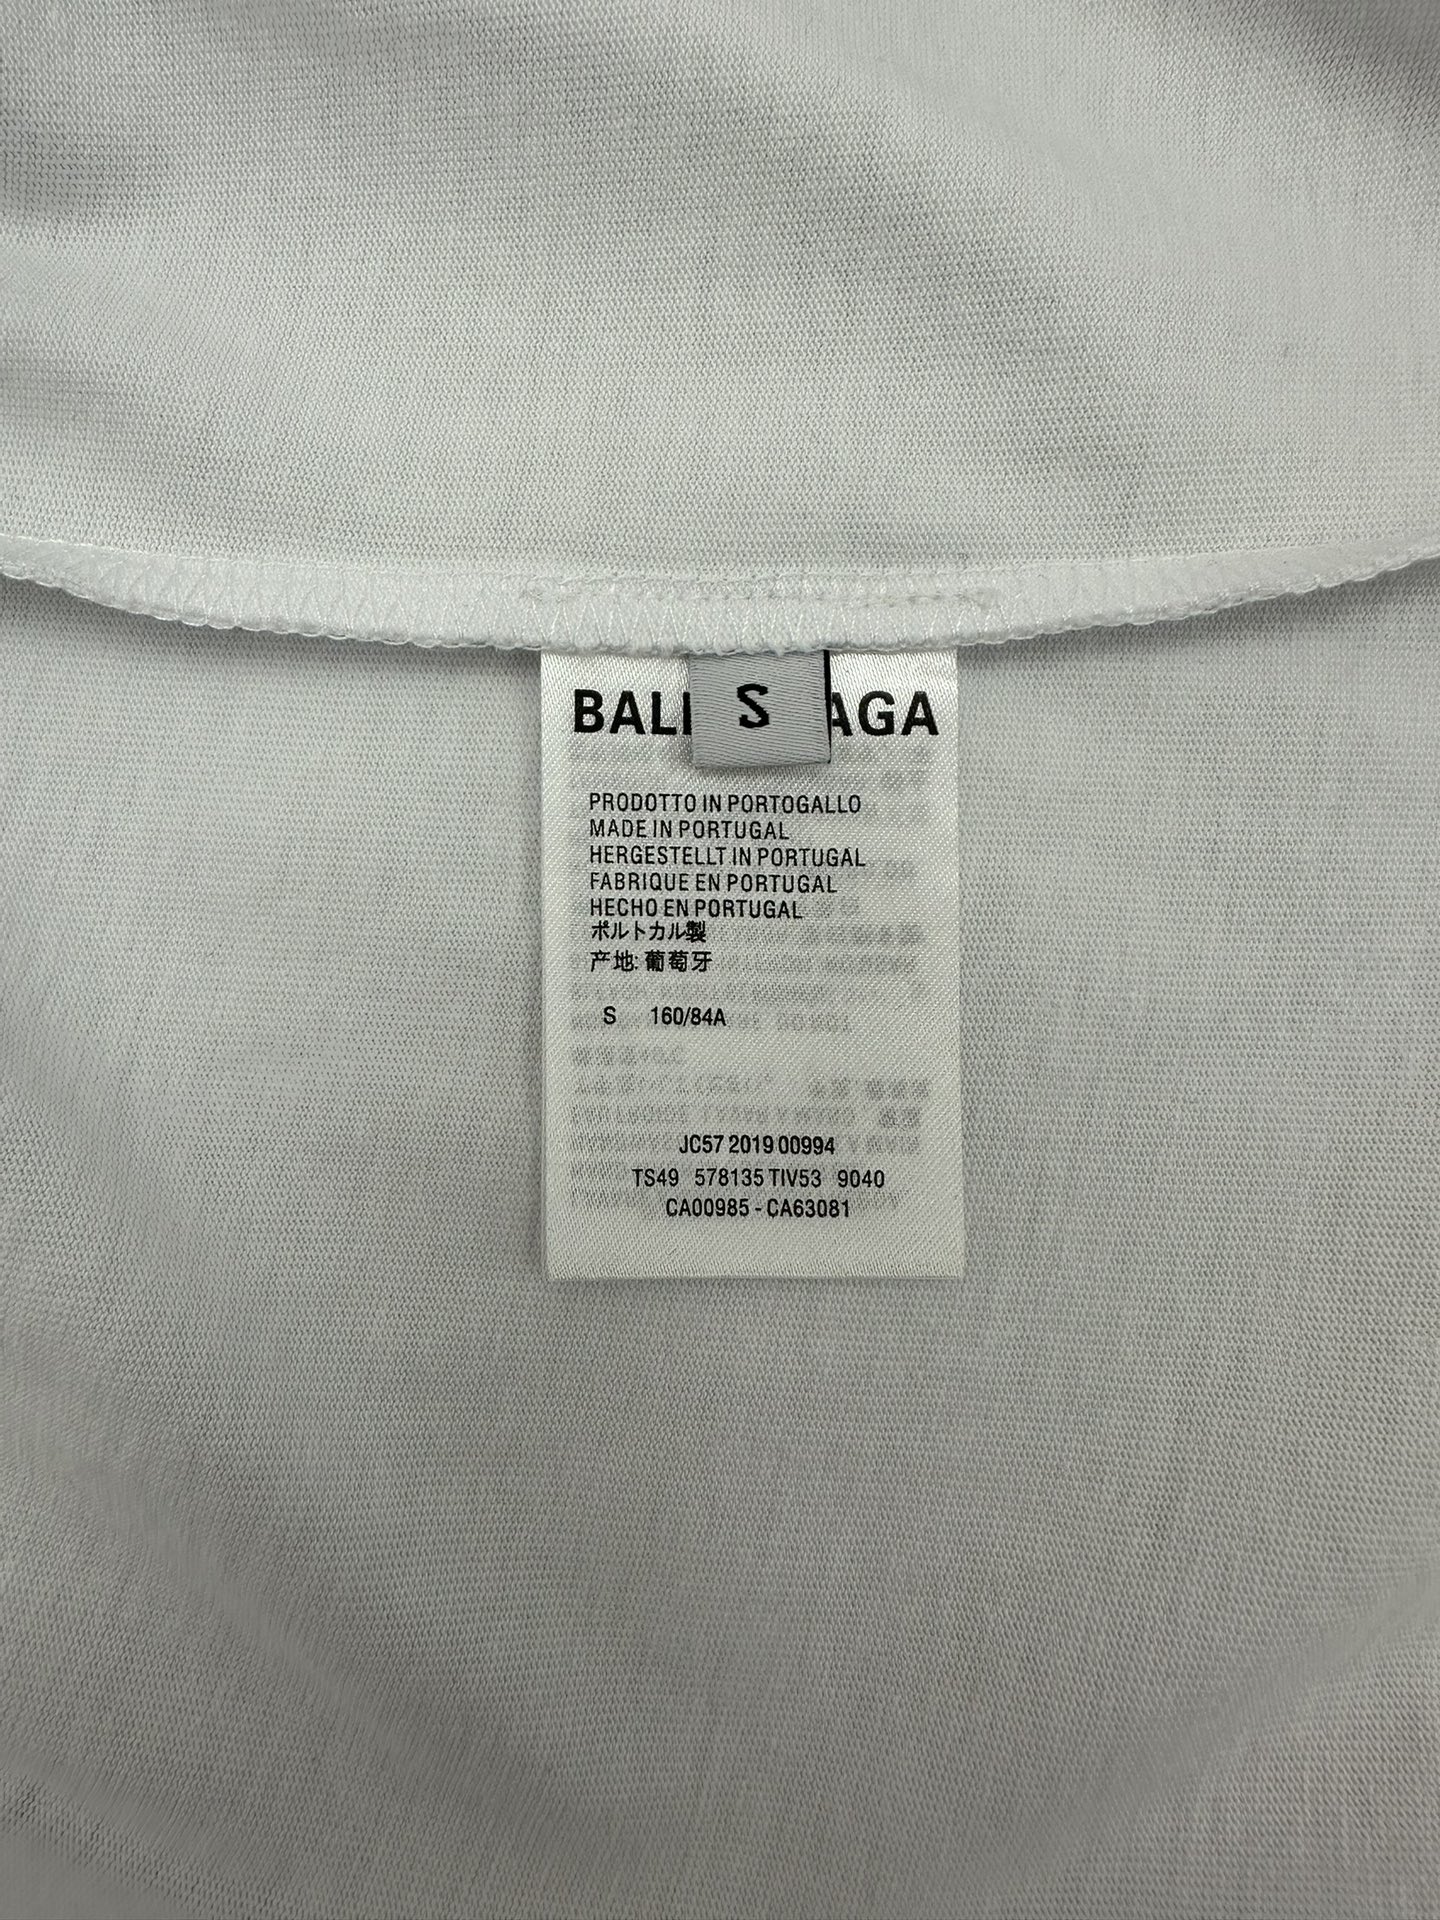 BAL AGA
S
PRODOTTO IN PORTOGALLO
MADE IN PORTUGAL
HERGESTELLT IN PORTUGAL
FABRIQUE EN PORTUGAL
HECHO EN PORTUGAL
ポルトカル製
产地: 葡萄牙
S 160/84A
JC57 2019 00994
TS49 578135 TIV53 9040
CA00985 - CA63081